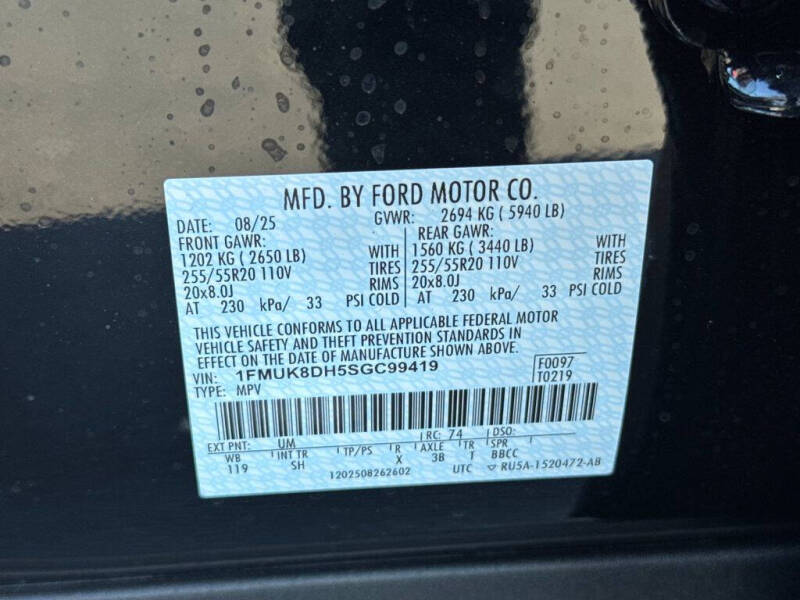 MFD. BY FORD MOTOR CO.
DATE: 08/25 GVWR: 2694 KG ( 5940 LB)
FRONT GAWR: REAR GAWR:
1202 KG ( 2650 LB) WITH 1560 KG ( 3440 LB) WITH
255/55R20 110V TIRES 255/55R20 110V TIRES
20x8.0J RIMS 20x8.0J RIMS
AT 230 kPa/ 33 PSI COLD AT 230 kPa/ 33 PSI COLD
THIS VEHICLE CONFORMS TO ALL APPLICABLE FEDERAL MOTOR
VEHICLE SAFETY AND THEFT PREVENTION STANDARDS IN
EFFECT ON THE DATE OF MANUFACTURE SHOWN ABOVE.
VIN: 1FMUK8DH5SGC99419 F0097
TYPE: MPV T0219
EXT PNT: UM RC: 74 DSO:
WB INT TR TP/PS R AXLE TR SPR
119 SH X 3B T BBCC
1202508262602 UTC RU5A-1520472-AB